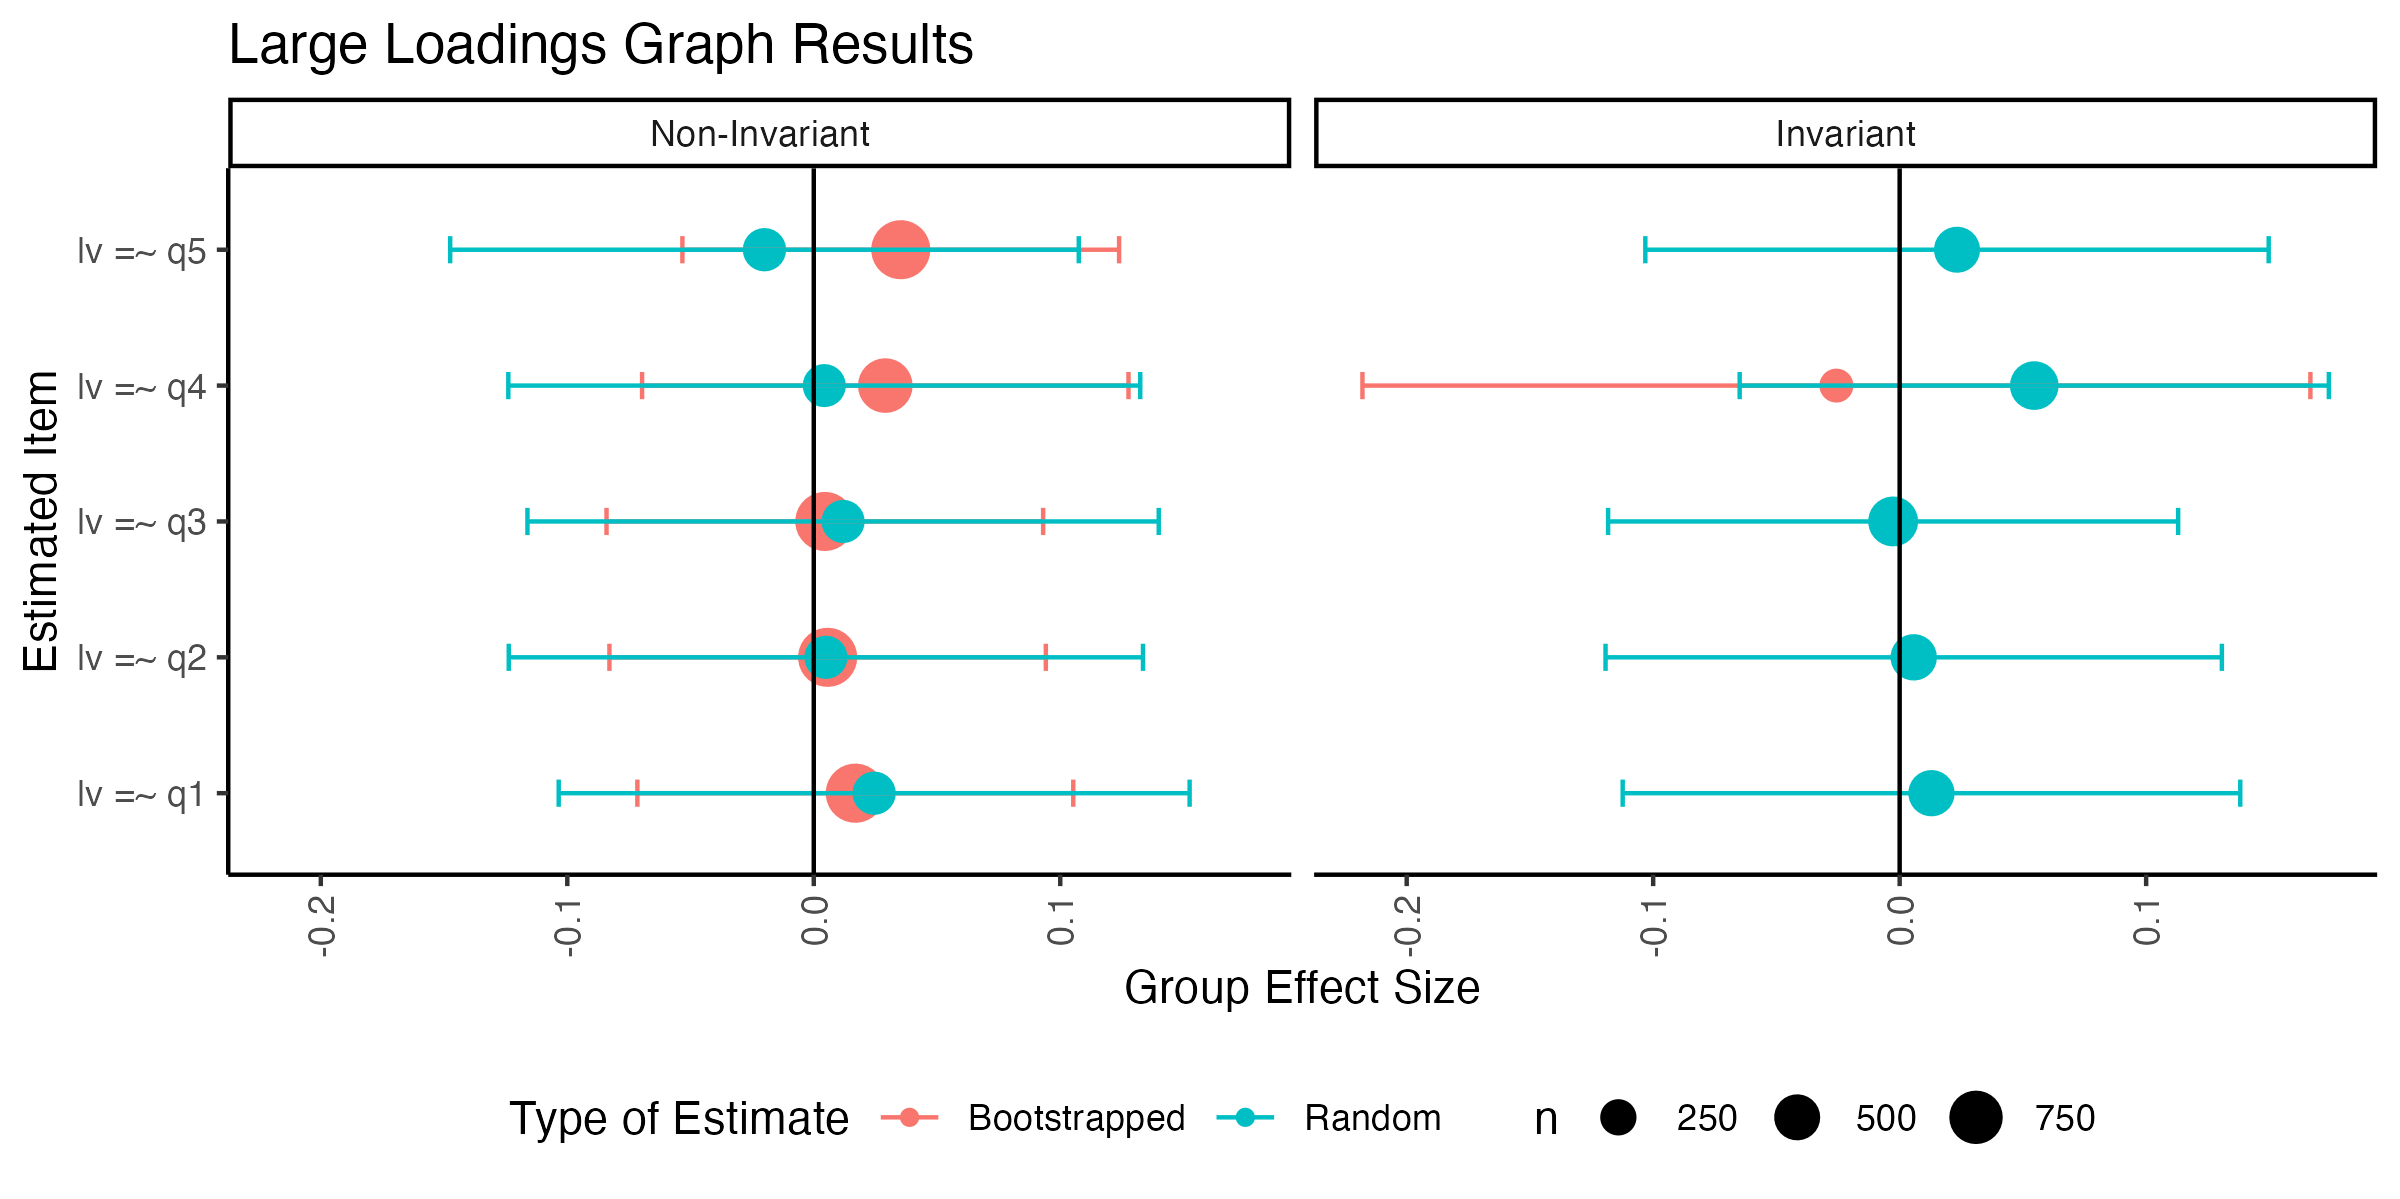 Large Loadings Graph Results
Non-Invariant
Invariant
Estimated Item
lv =~ q5
lv =~ q4
lv =~ q3
lv =~ q2
lv =~ q1
-0.2 -0.1 0.0 0.1
-0.2 -0.1 0.0 0.1
Group Effect Size
Type of Estimate Bootstrapped Random n 250 500 750